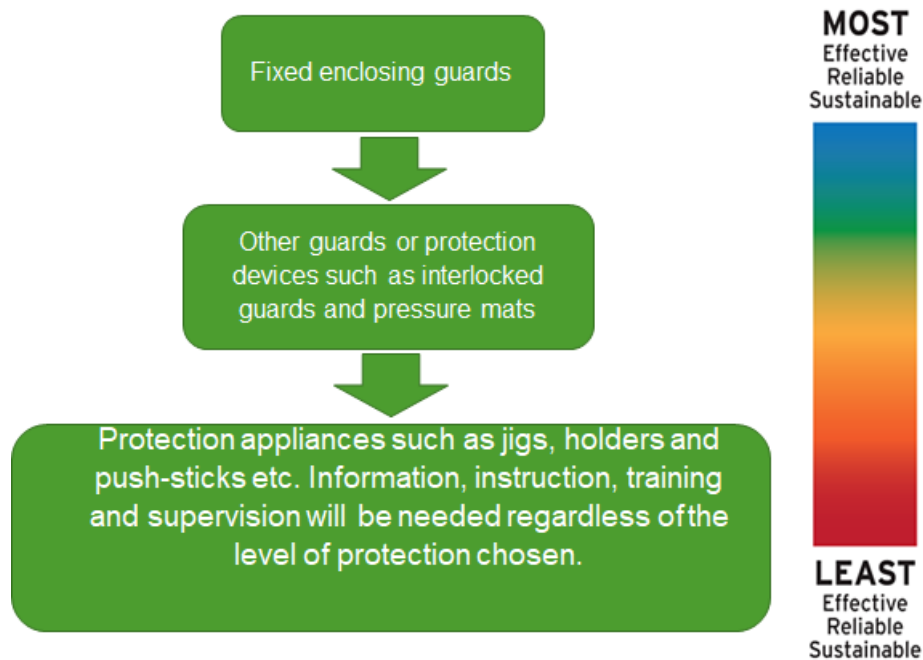 Fixed enclosing guards
Other guards or protection
devices such as interlocked
guards and pressure mats
Protection appliances such as jigs, holders and
push-sticks etc. Information, instruction, training
and supervision will be needed regardless of the
level of protection chosen.
MOST
Effective
Reliable
Sustainable
LEAST
Effective
Reliable
Sustainable